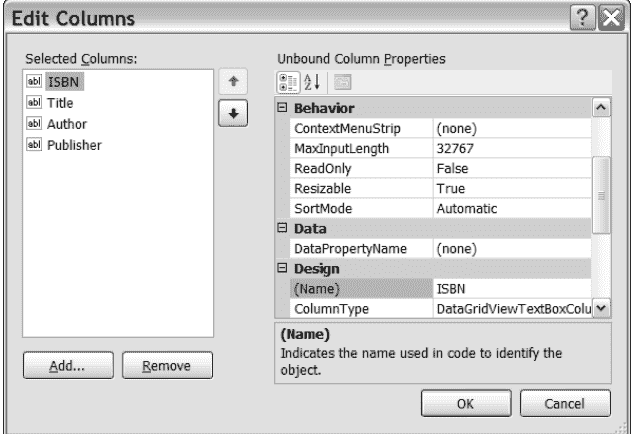 Edit Columns
Selected Columns:
ISBN
Title
Author
Publisher
Add...
Remove
Unbound Column Properties
Behavior
ContextMenuStrip (none)
MaxInputLength 32767
ReadOnly False
Resizable True
SortMode Automatic
Data
DataPropertyName (none)
Design
(Name) ISBN
ColumnType DataGridViewTextBoxColu
(Name)
Indicates the name used in code to identify the
object.
OK
Cancel